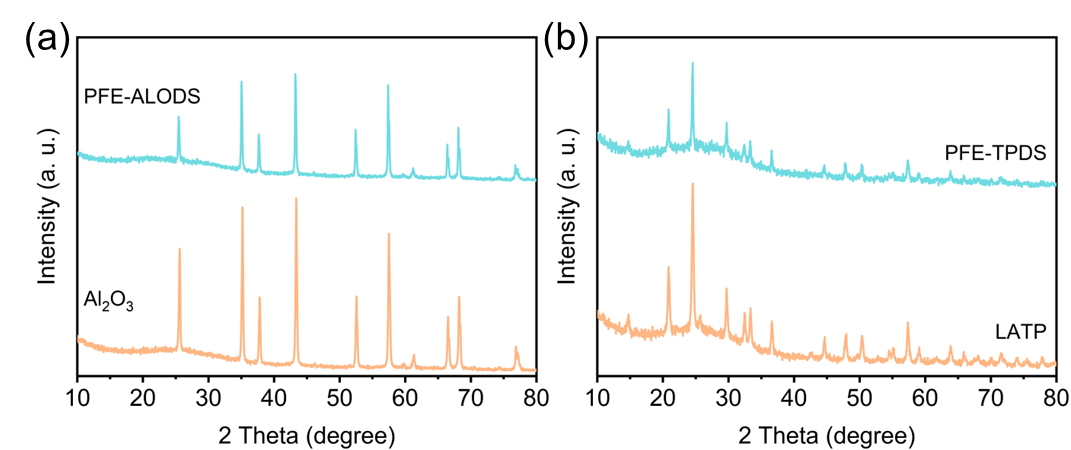 (a)
PFE-ALODS
Al₂O₃
Intensity (a. u.)
10 20 30 40 50 60 70 80
2 Theta (degree)
(b)
PFE-TPDS
LATP
Intensity (a. u.)
10 20 30 40 50 60 70 80
2 Theta (degree)